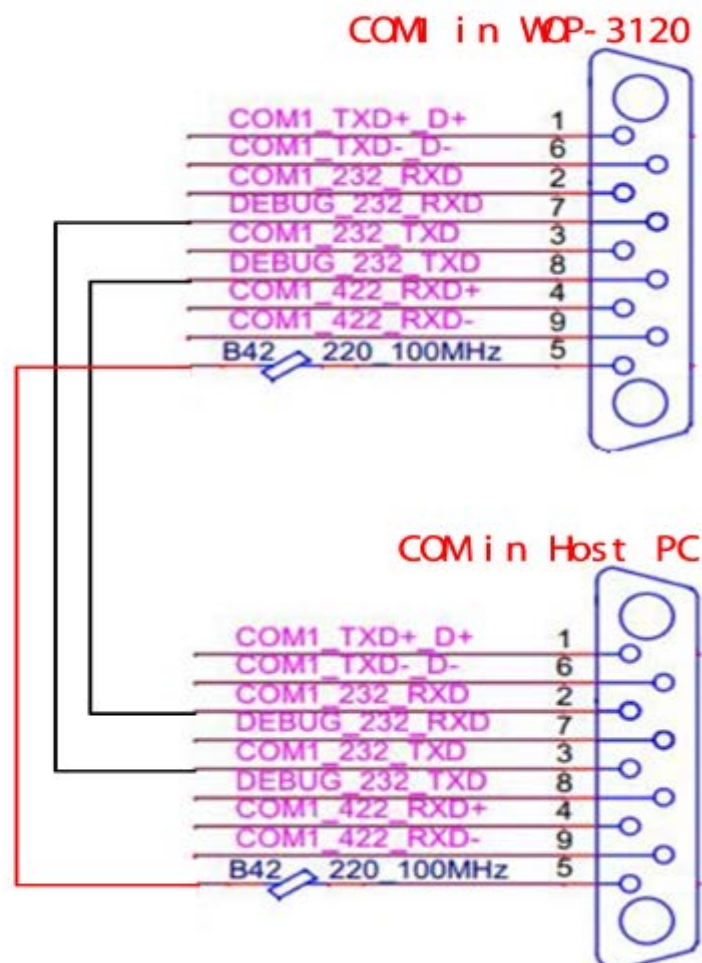 COM1 in WOP-3120
COM1_TXD+_D+ 1
COM1_TXD-_D- 6
COM1_232_RXD 2
DEBUG_232_RXD 7
COM1_232_TXD 3
DEBUG_232_TXD 8
COM1_422_RXD+ 4
COM1_422_RXD- 9
B42 220_100MHz 5
COM in Host PC
COM1_TXD+_D+ 1
COM1_TXD-_D- 6
COM1_232_RXD 2
DEBUG_232_RXD 7
COM1_232_TXD 3
DEBUG_232_TXD 8
COM1_422_RXD+ 4
COM1_422_RXD- 9
B42 220_100MHz 5